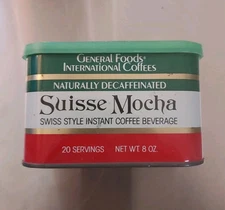 General Foods®
International Coffees
NATURALLY DECAFFEINATED
Suisse Mocha
SWISS STYLE INSTANT COFFEE BEVERAGE
20 SERVINGS NET WT 8 OZ.